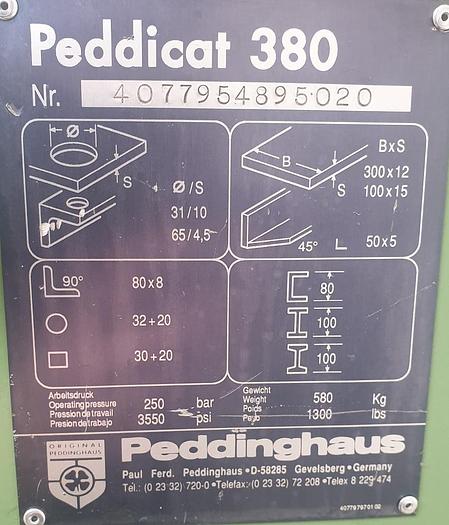 Peddicat 380
Nr. 4077954895020
Ø
S
Ø/S
31/10
65/4,5
B
S
BxS
300x12
100x15
45°
50x5
90° 80x8
32+20
30+20
80
100
100
Arbeitsdruck
Operating pressure
Pression de travail
Presion de trabajo
250 bar
3550 psi
Gewicht
Weight
Poids
Peso
580 Kg
1300 lbs
ORIGINAL
PEDDINGHAUS
Peddinghaus
Paul Ferd. Peddinghaus • D-58285 Gevelsberg • Germany
Tel.: (0 23 32) 720-0 • Telefax: (0 23 32) 72 208 • Telex 8 229 474